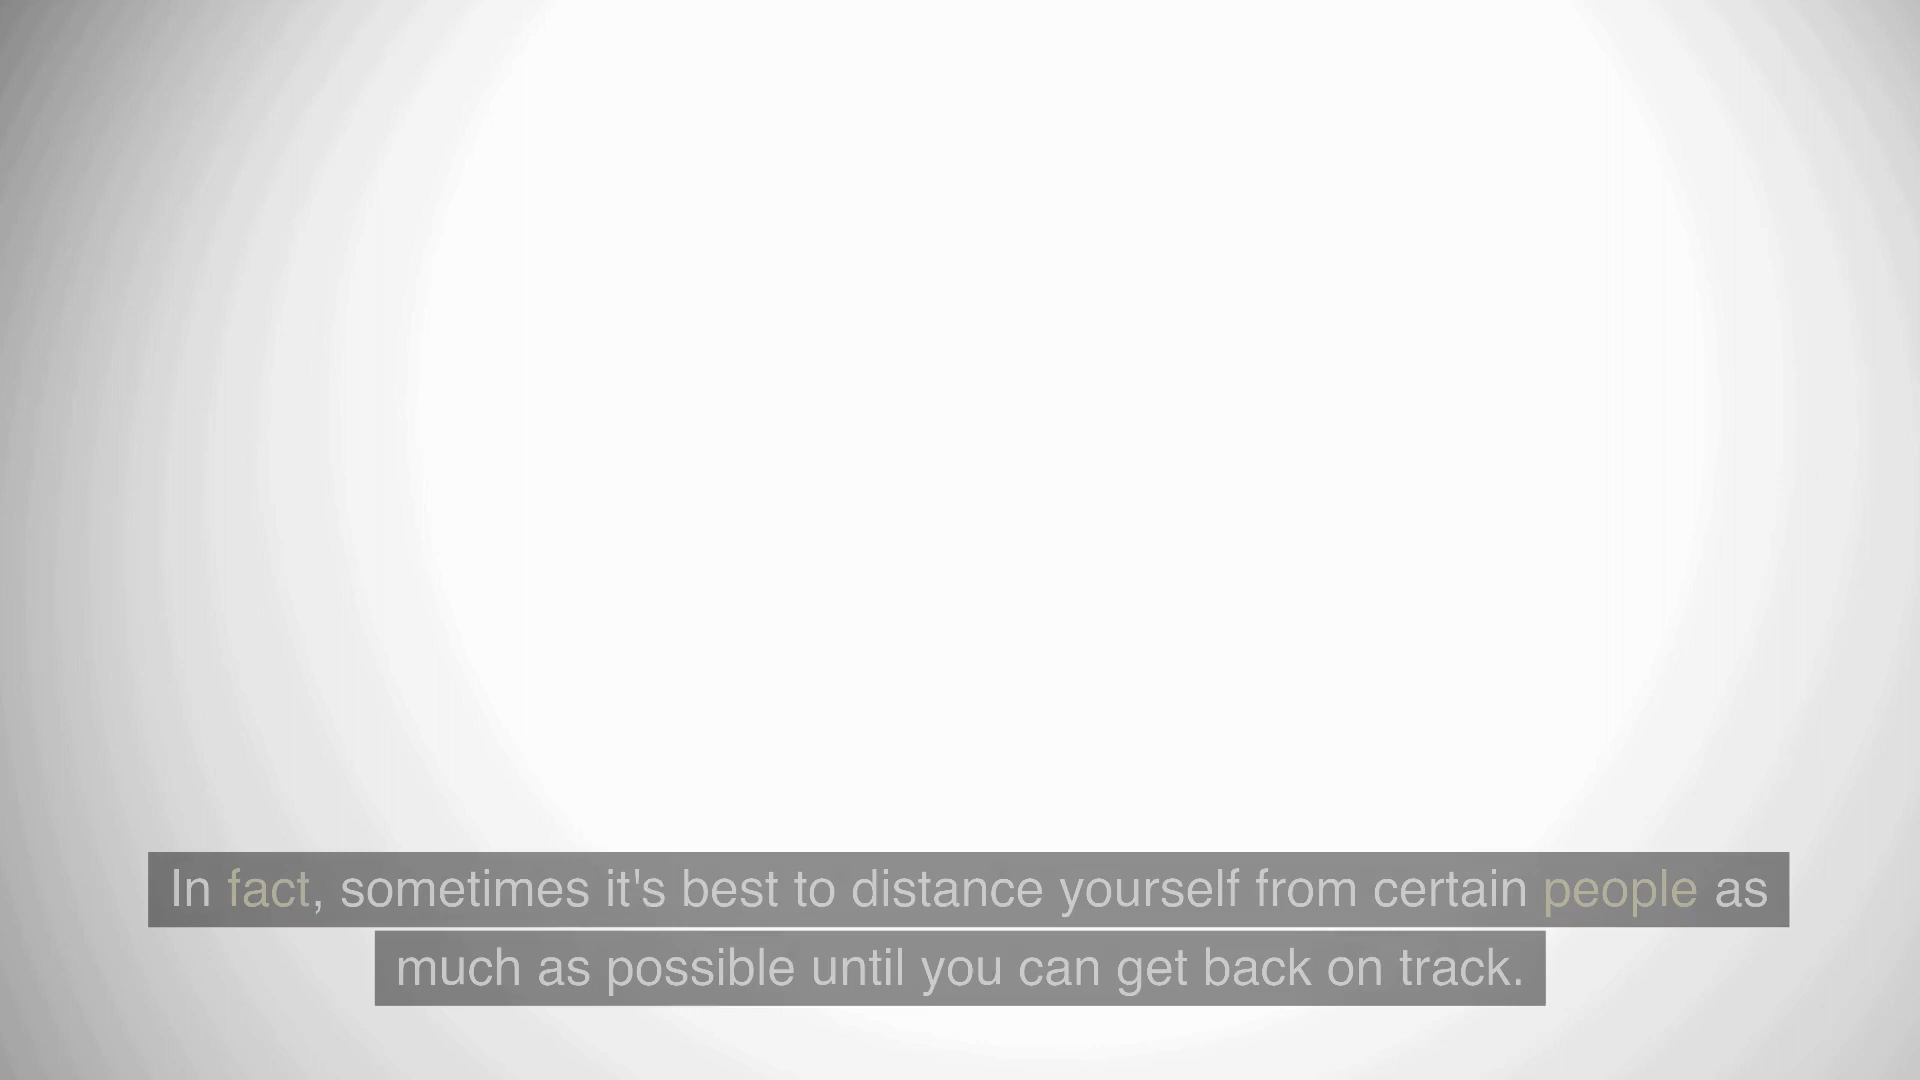 In fact, sometimes it's best to distance yourself from certain people as
much as possible until you can get back on track.